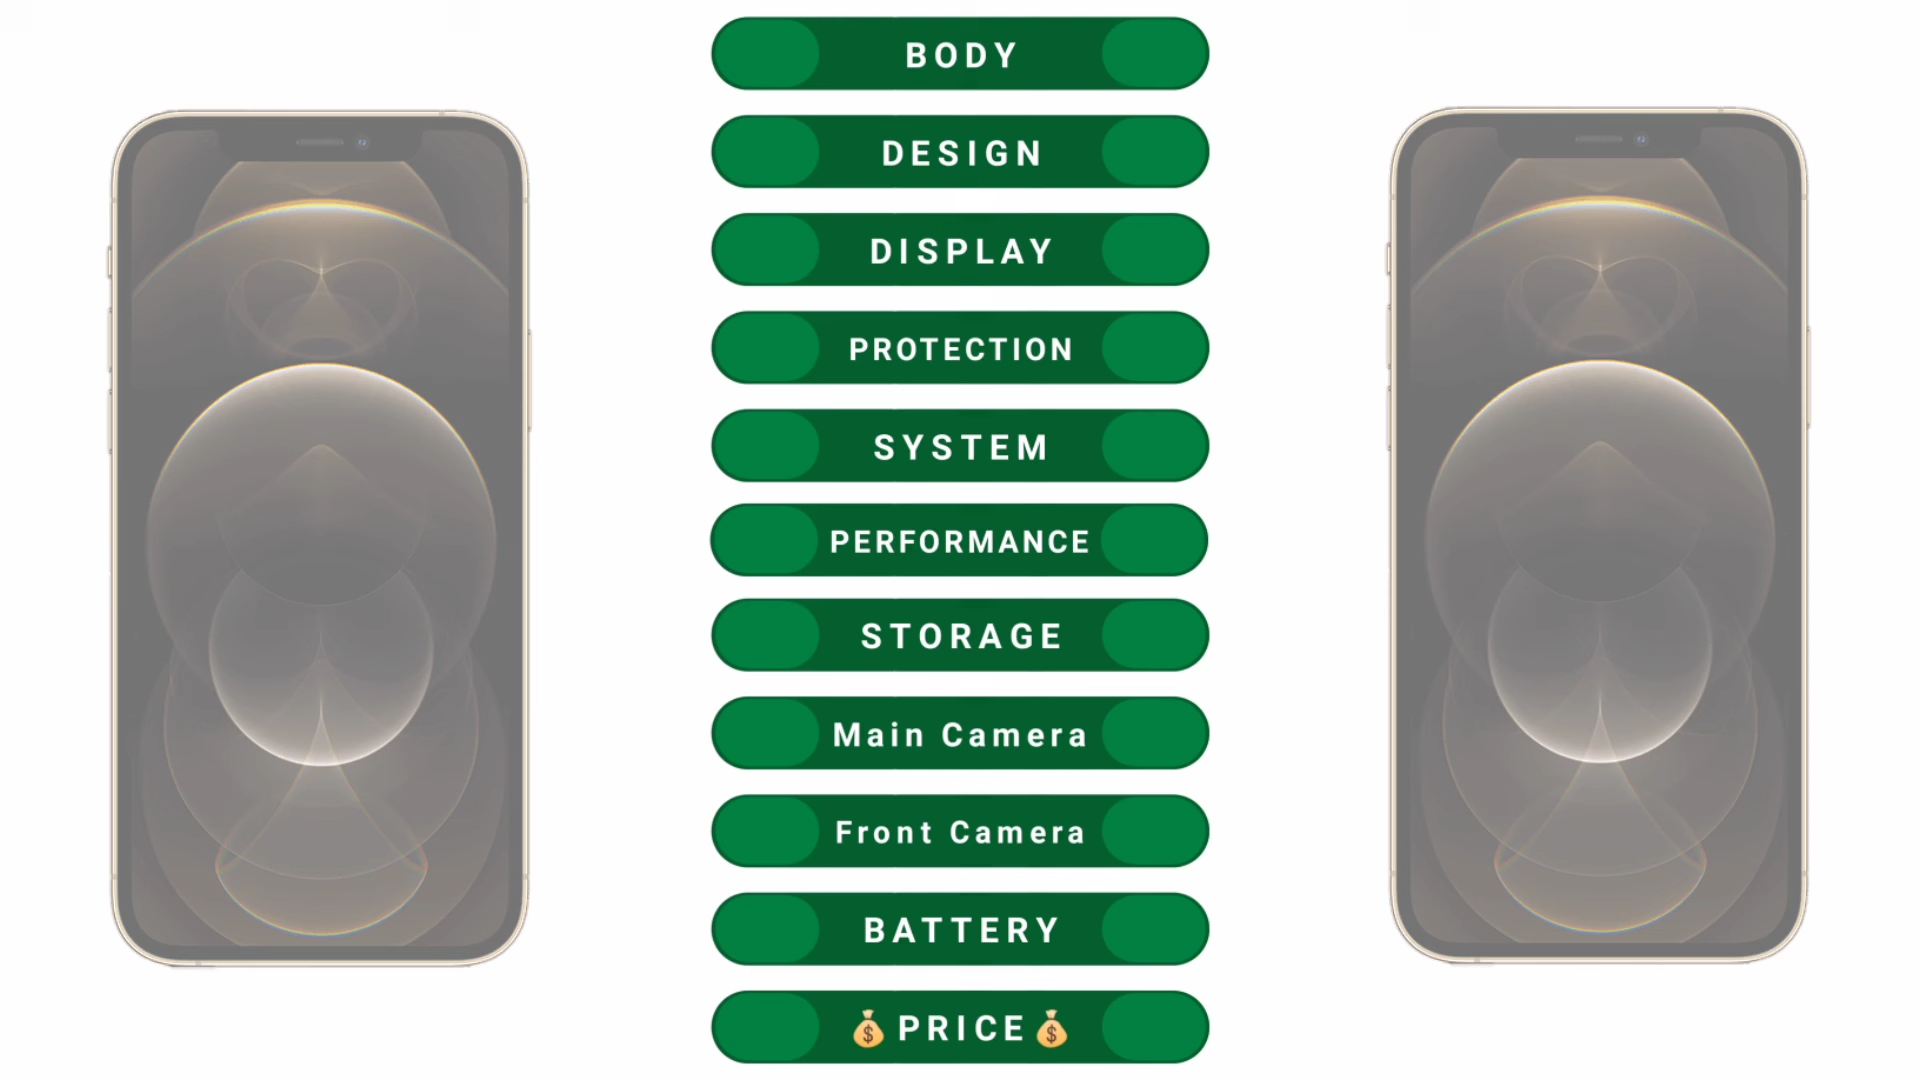 BODY
DESIGN
DISPLAY
PROTECTION
SYSTEM
PERFORMANCE
STORAGE
Main Camera
Front Camera
BATTERY
💰PRICE💰